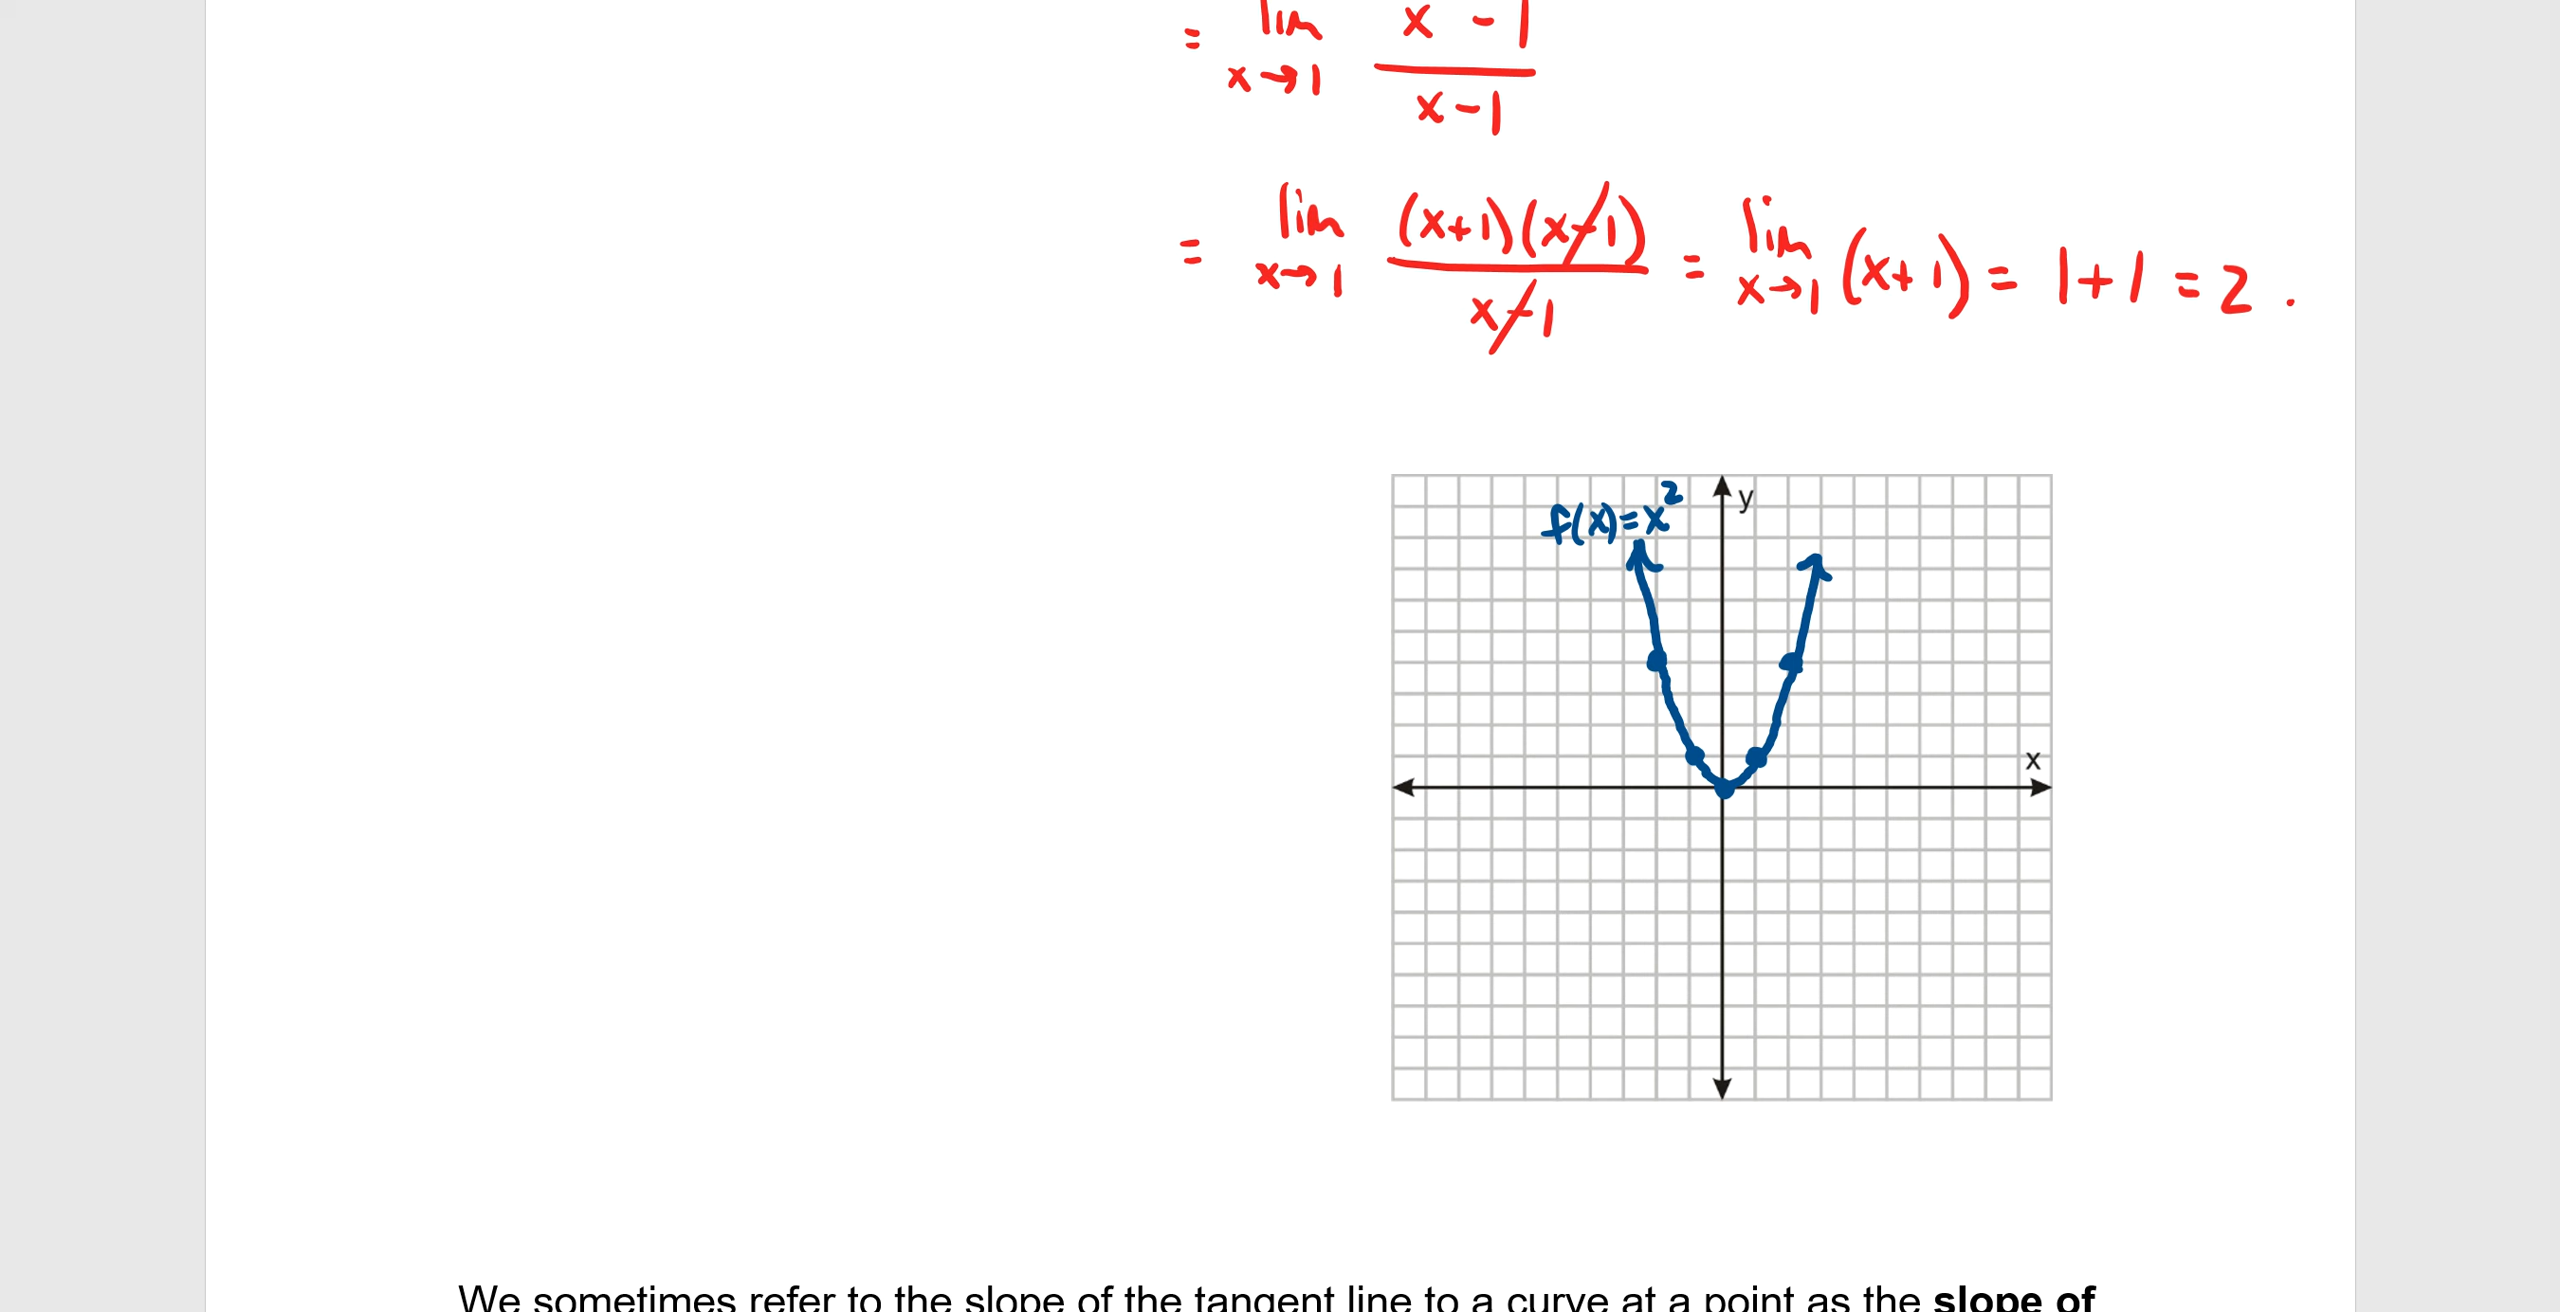 = lim x→1 x - 1 / x-1
= lim x→1 (x+1)(x-1) / x-1 = lim x→1 (x+1) = 1+1 = 2.
f(x)=x²
y
x
We sometimes refer to the slope of the tangent line to a curve at a point as the slope of